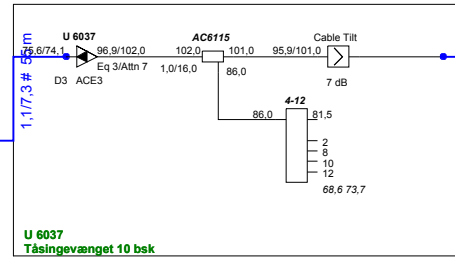 U 6037
AC6115
Cable Tilt
75,6/74,1
96,9/102,0
102,0
101,0
95,9/101,0
Eq 3/Attn 7
1,0/16,0
86,0
D3 ACE3
7 dB
1,1/7,3 # 55 m
4-12
86,0
81,5
2
8
10
12
68,6 73,7
U 6037
Tåsingevænget 10 bsk